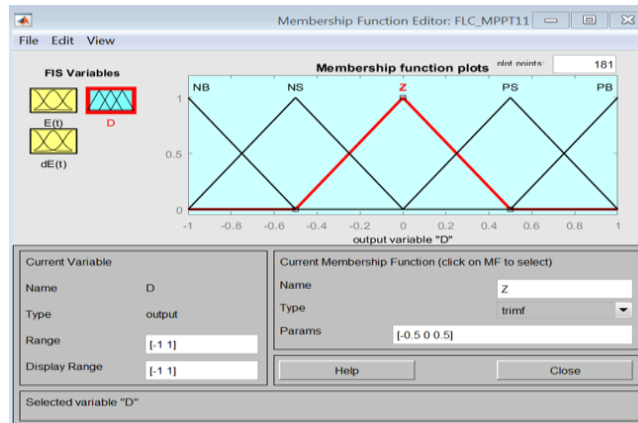 Membership Function Editor: FLC_MPPT11
File Edit View
FIS Variables
E(t)
D
dE(t)
Membership function plots
plot points:
181
NB NS Z PS PB
1
0.5
0
-1 -0.8 -0.6 -0.4 -0.2 0 0.2 0.4 0.6 0.8 1
output variable "D"
Current Variable
Name D
Type output
Range [-1 1]
Display Range [-1 1]
Current Membership Function (click on MF to select)
Name Z
Type trimf
Params [-0.5 0 0.5]
Help Close
Selected variable "D"